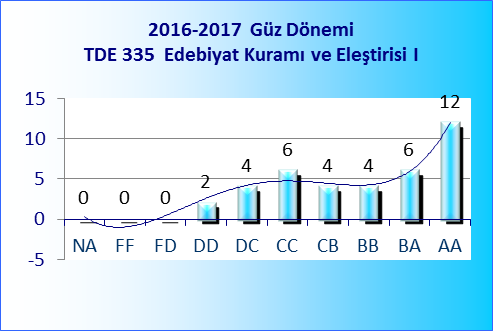 2016-2017 Güz Dönemi
TDE 335 Edebiyat Kuramı ve Eleştirisi I
15
10
5
0
-5
0 0 0 2 4 6 4 4 6 12
NA FF FD DD DC CC CB BB BA AA